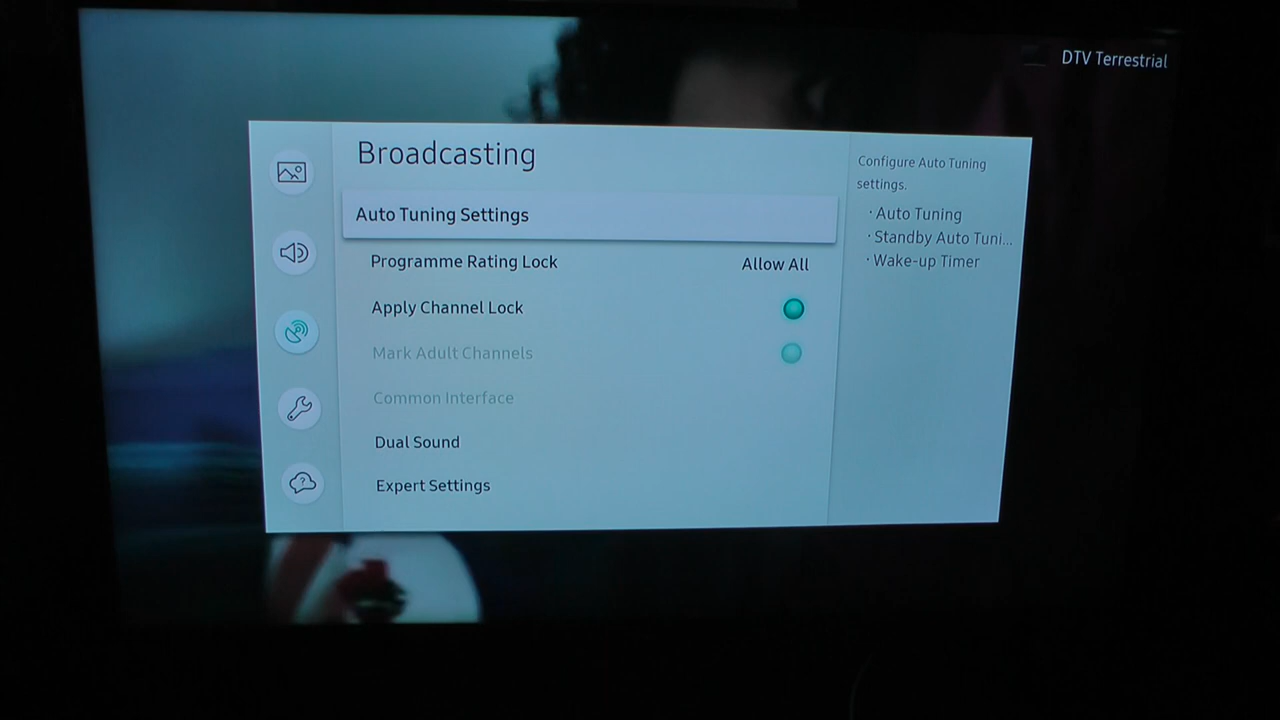 DTV Terrestrial
Broadcasting
Auto Tuning Settings
Programme Rating Lock Allow All
Apply Channel Lock
Mark Adult Channels
Common Interface
Dual Sound
Expert Settings
Configure Auto Tuning
settings.
· Auto Tuning
· Standby Auto Tuni...
· Wake-up Timer
?